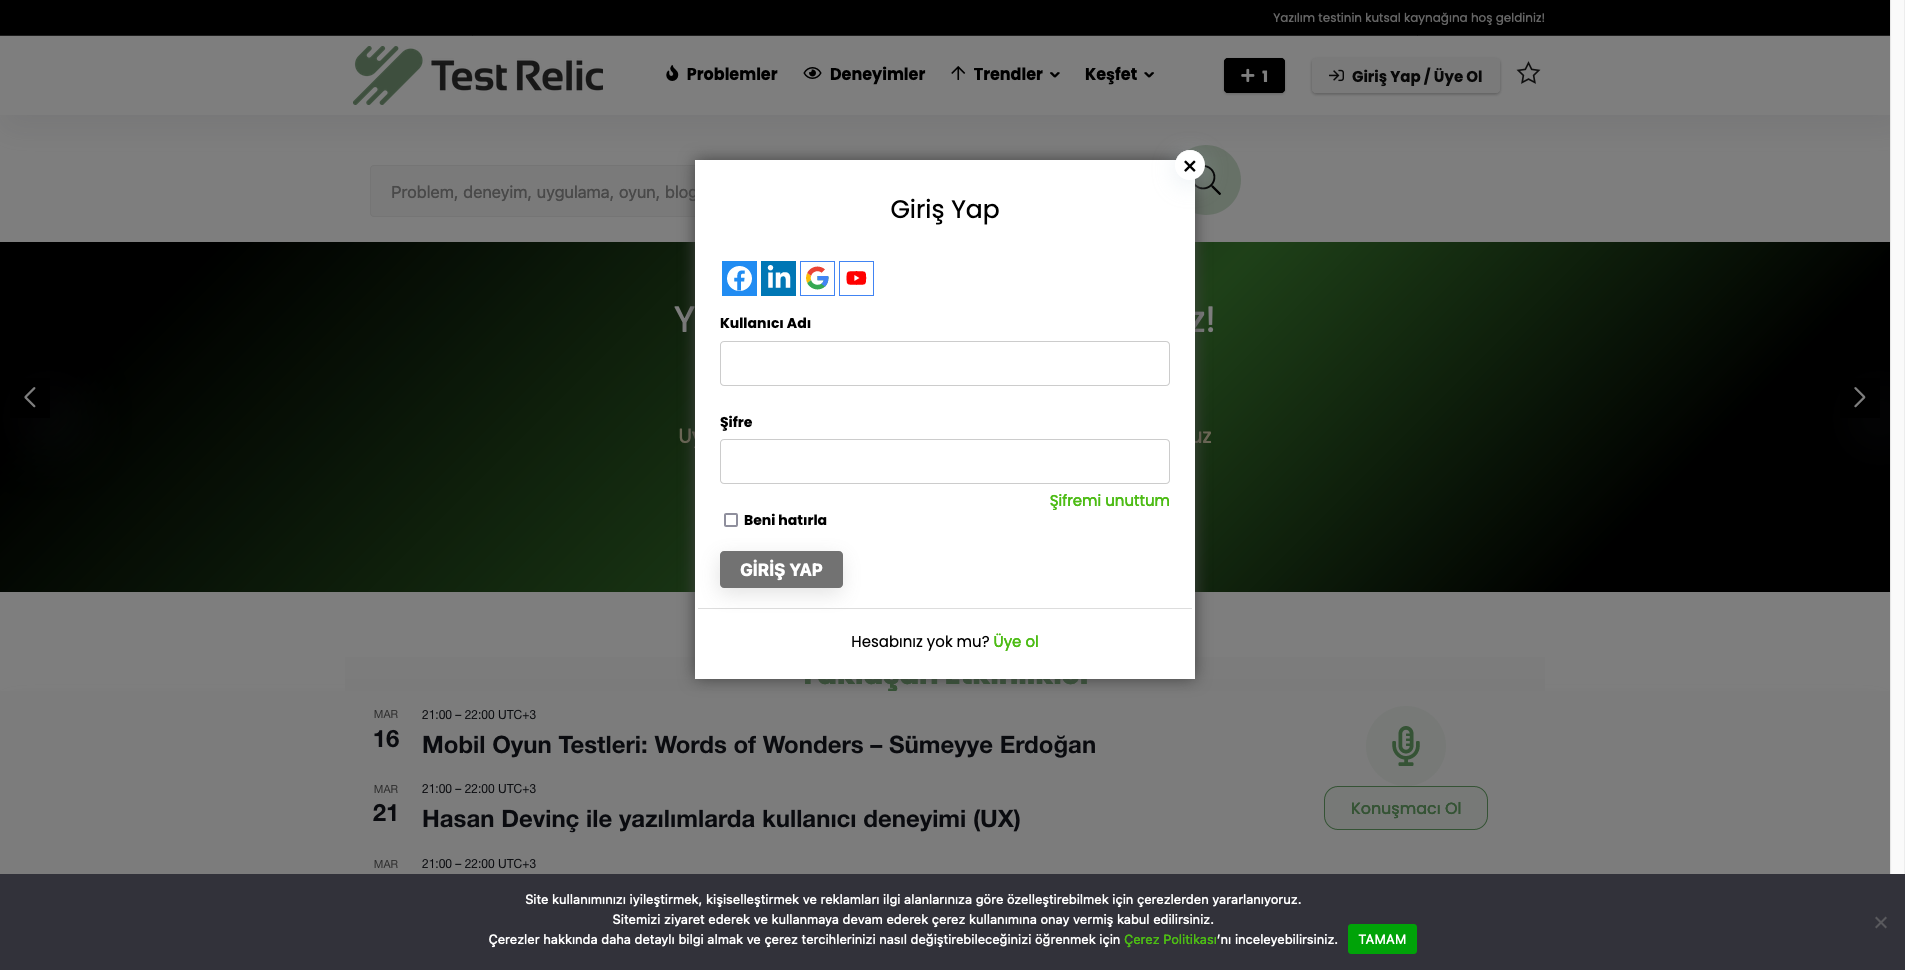 Yazılım testinin kutsal kaynağına hoş geldiniz!
Test Relic
Problemler
Deneyimler
Trendler
Keşfet
+ 1
Giriş Yap / Üye Ol
Problem, deneyim, uygulama, oyun, blog
Giriş Yap
Kullanıcı Adı
Şifre
Şifremi unuttum
Beni hatırla
GİRİŞ YAP
Hesabınız yok mu? Üye ol
MAR
16
21:00 – 22:00 UTC+3
Mobil Oyun Testleri: Words of Wonders – Sümeyye Erdoğan
MAR
21
21:00 – 22:00 UTC+3
Hasan Devinç ile yazılımlarda kullanıcı deneyimi (UX)
Konuşmacı Ol
MAR
21:00 – 22:00 UTC+3
Site kullanımınızı iyileştirmek, kişiselleştirmek ve reklamları ilgi alanlarınıza göre özelleştirebilmek için çerezlerden yararlanıyoruz.
Sitemizi ziyaret ederek ve kullanmaya devam ederek çerez kullanımına onay vermiş kabul edilirsiniz.
Çerezler hakkında daha detaylı bilgi almak ve çerez tercihlerinizi nasıl değiştirebileceğinizi öğrenmek için Çerez Politikası'nı inceleyebilirsiniz.
TAMAM